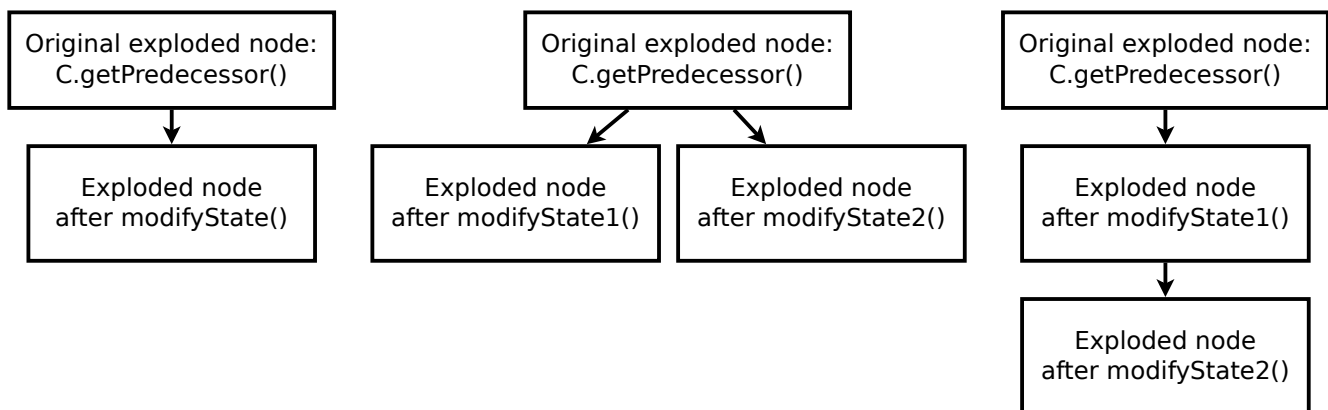 Original exploded node:
C.getPredecessor()
Exploded node
after modifyState()
Original exploded node:
C.getPredecessor()
Exploded node
after modifyState1()
Exploded node
after modifyState2()
Original exploded node:
C.getPredecessor()
Exploded node
after modifyState1()
Exploded node
after modifyState2()